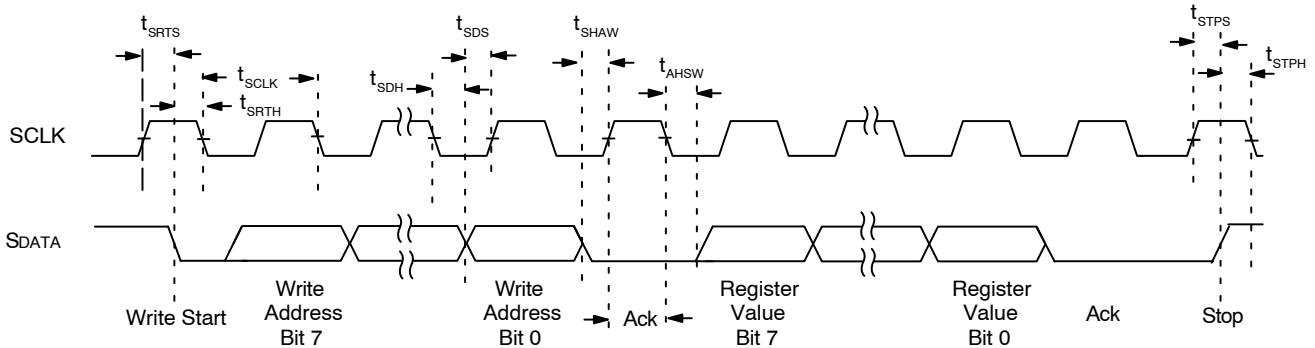 tSRTS
tSDS
tSHAW
tSTPS
tSCLK
tSDH
tAHSW
tSTPH
tSRTH
SCLK
SDATA
Write Start
Write
Address
Bit 7
Write
Address
Bit 0
Ack
Register
Value
Bit 7
Register
Value
Bit 0
Ack
Stop